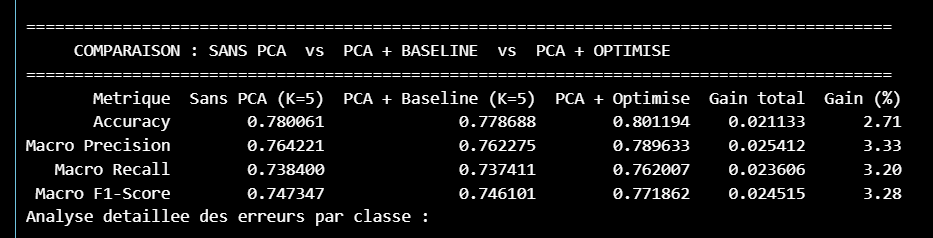 ==========================================================================================
COMPARAISON : SANS PCA  vs  PCA + BASELINE  vs  PCA + OPTIMISE
==========================================================================================
Metrique  Sans PCA (K=5)  PCA + Baseline (K=5)  PCA + Optimise  Gain total  Gain (%)
Accuracy  0.780061  0.778688  0.801194  0.021133  2.71
Macro Precision  0.764221  0.762275  0.789633  0.025412  3.33
Macro Recall  0.738400  0.737411  0.762007  0.023606  3.20
Macro F1-Score  0.747347  0.746101  0.771862  0.024515  3.28
Analyse detaillee des erreurs par classe :